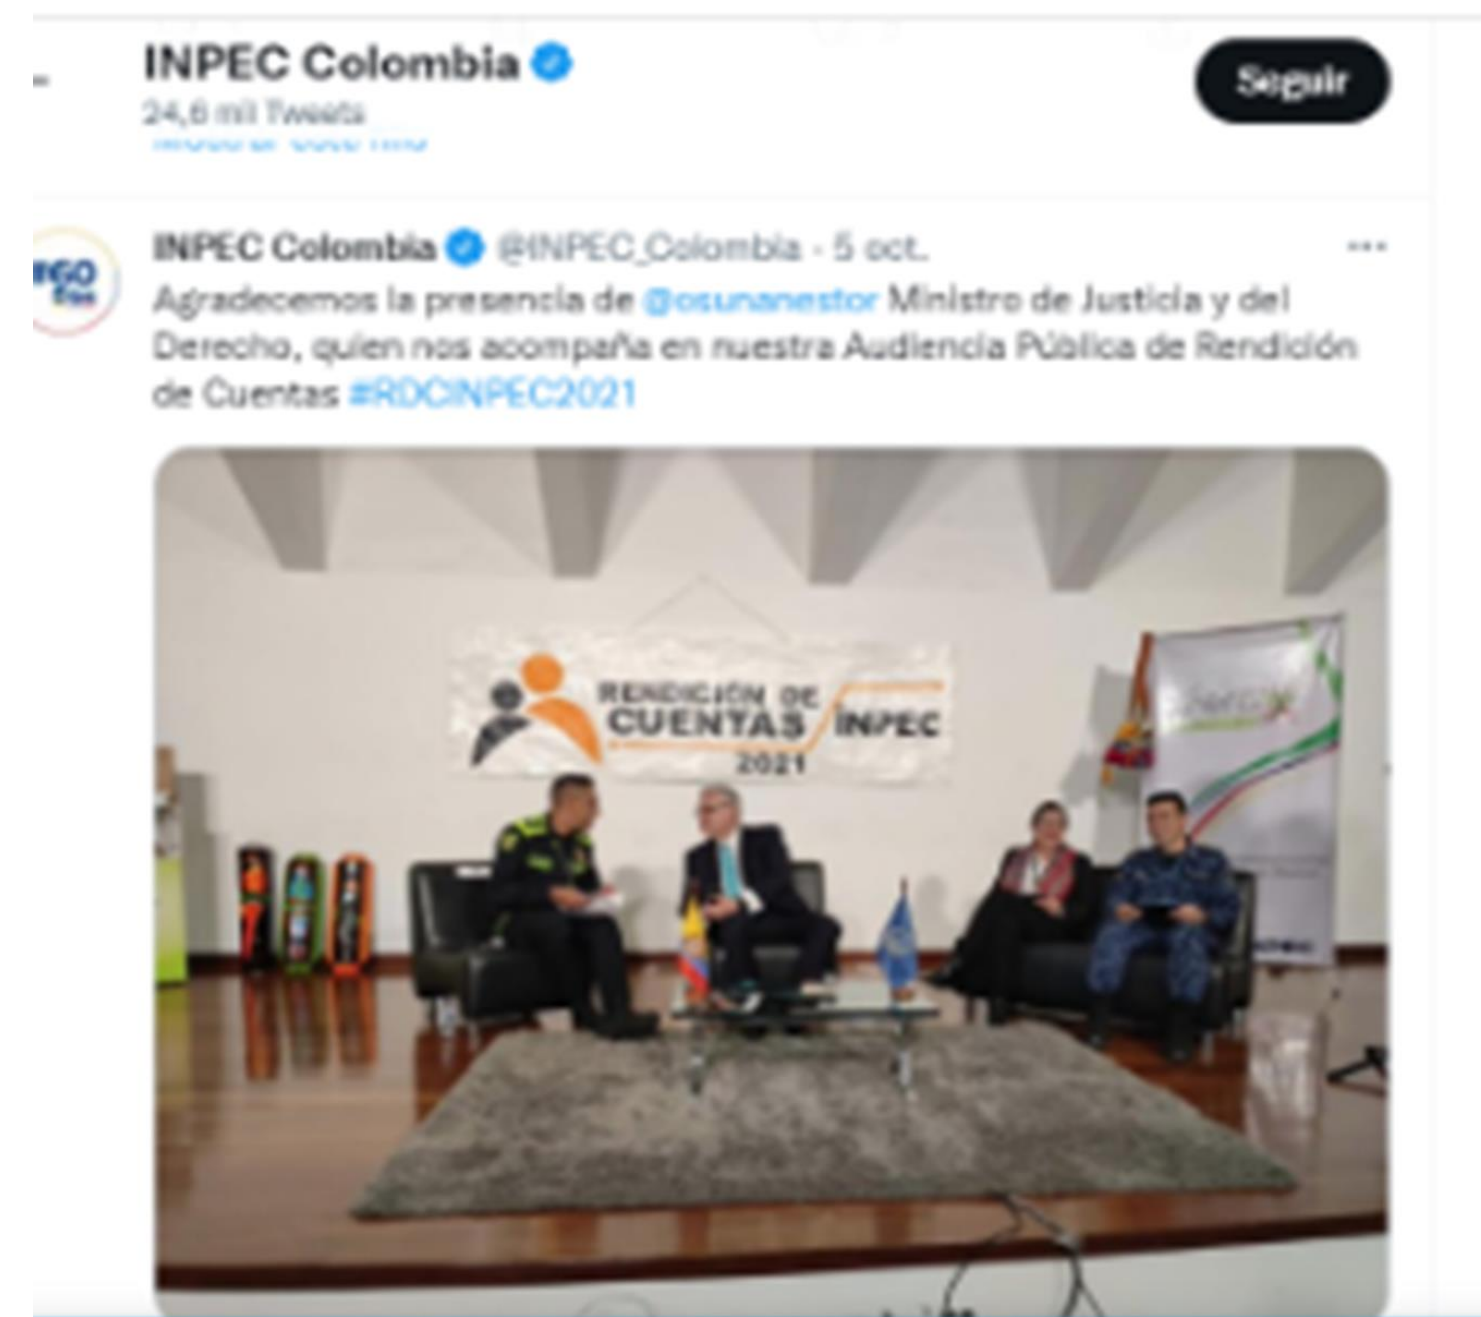 INPEC Colombia
Seguir
24,6 mil Tweets
INPEC Colombia @INPEC_Colombia · 5 oct.
Agradecemos la presencia de @osunanestor Ministro de Justicia y del
Derecho, quien nos acompaña en nuestra Audiencia Pública de Rendición
de Cuentas #RDCINPEC2021
RENDICIÓN DE
CUENTAS INPEC
2021